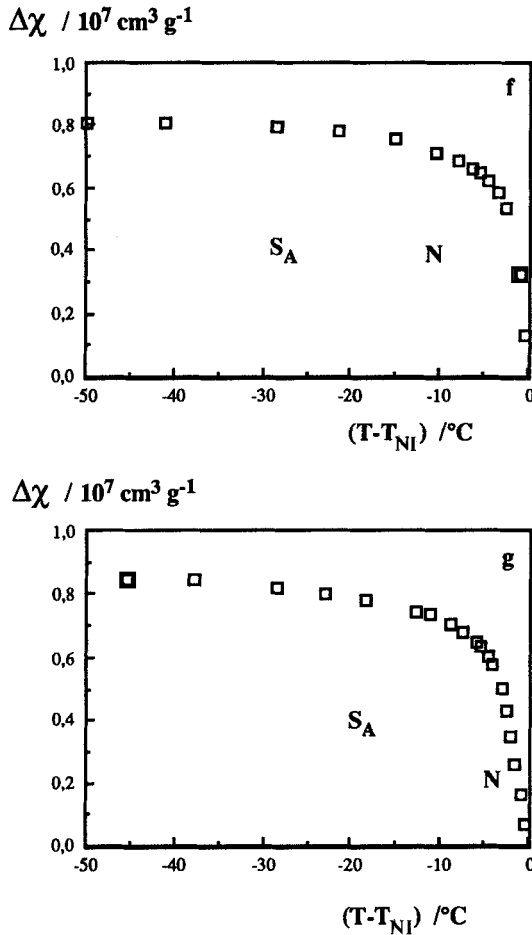 Δχ / 10⁷ cm³ g⁻¹
1,0
f
0,8
0,6
0,4
S_A N
0,2
0,0
-50 -40 -30 -20 -10 0
(T-T_NI) /°C
Δχ / 10⁷ cm³ g⁻¹
1,0
g
0,8
0,6
0,4
S_A
N
0,2
0,0
-50 -40 -30 -20 -10 0
(T-T_NI) /°C